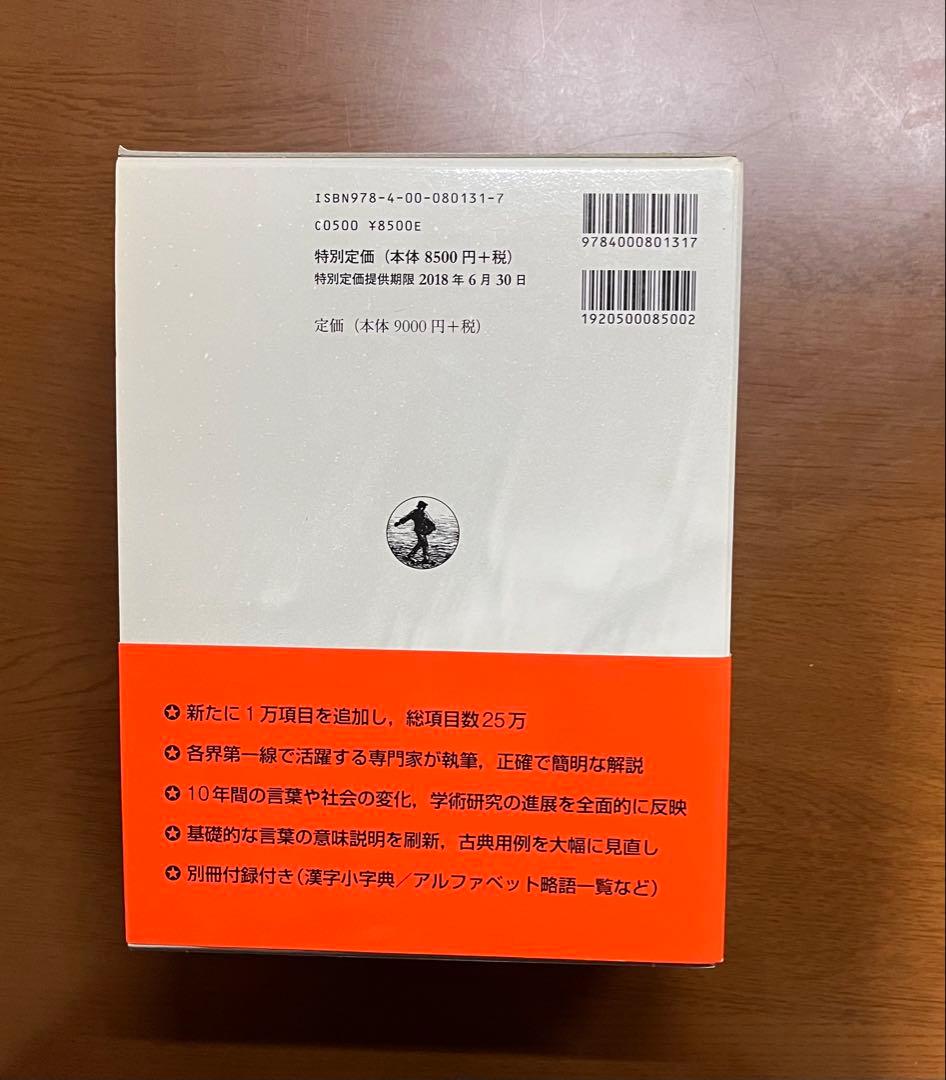 ISBN978-4-00-080131-7
C0500 ¥8500E
特別定価（本体 8500 円＋税）
特別定価提供期限 2018 年 6 月 30 日
定価（本体 9000 円＋税）
9784000801317
1920500085002
✪ 新たに1万項目を追加し，総項目数25万
✪ 各界第一線で活躍する専門家が執筆，正確で簡明な解説
✪ 10年間の言葉や社会の変化，学術研究の進展を全面的に反映
✪ 基礎的な言葉の意味説明を刷新，古典用例を大幅に見直し
✪ 別冊付録付き（漢字小字典／アルファベット略語一覧など）